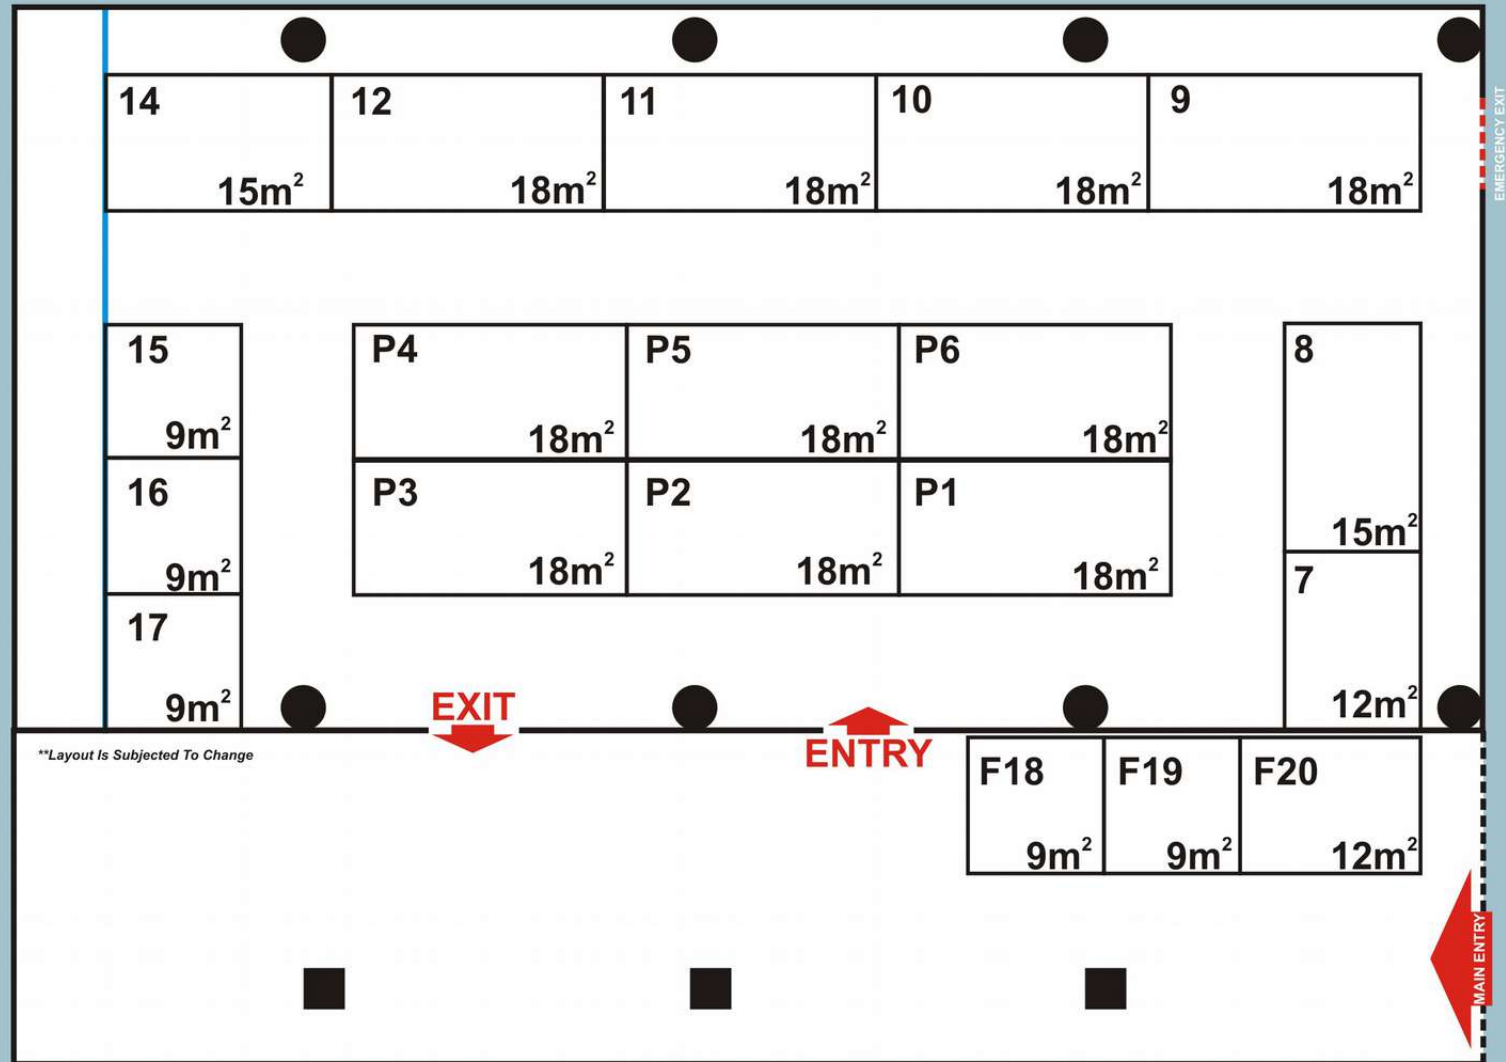 14
15m²
12
18m²
11
18m²
10
18m²
9
18m²
EMERGENCY EXIT
15
9m²
16
9m²
17
9m²
P4
18m²
P5
18m²
P6
18m²
P3
18m²
P2
18m²
P1
18m²
8
15m²
7
12m²
EXIT
ENTRY
**Layout Is Subjected To Change
F18
9m²
F19
9m²
F20
12m²
MAIN ENTRY